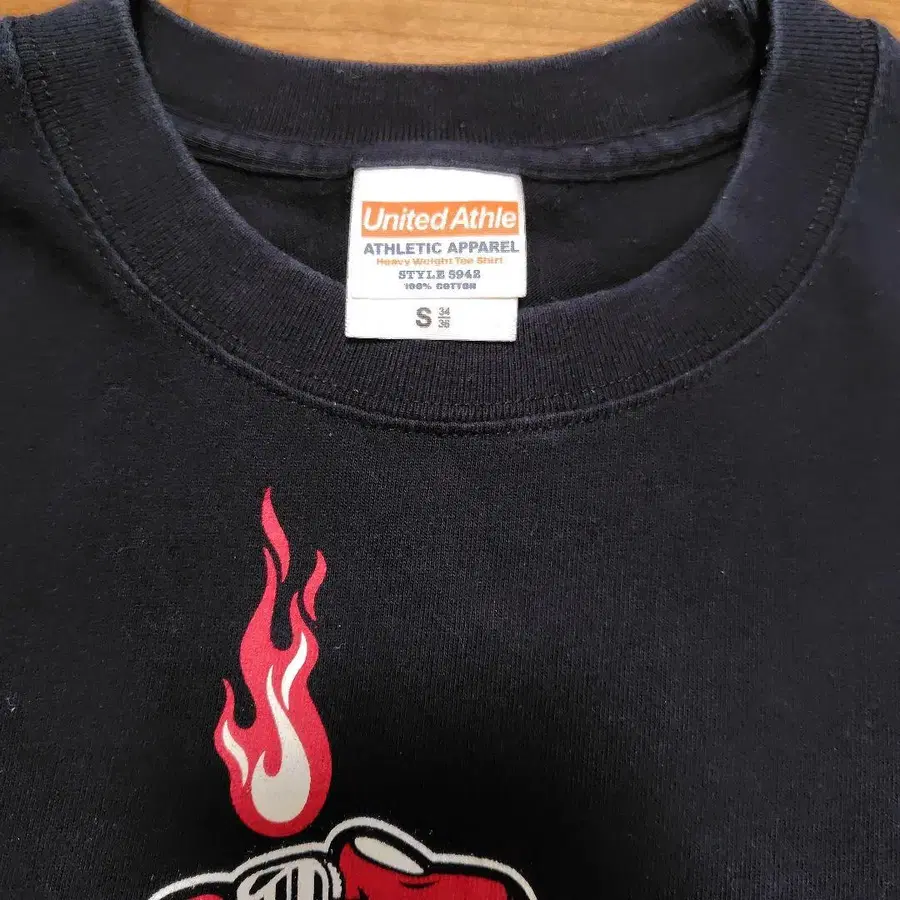 United Athle
ATHLETIC APPAREL
Heavy Weight Tee Shirt
STYLE 5942
100% COTTON
S 34
36